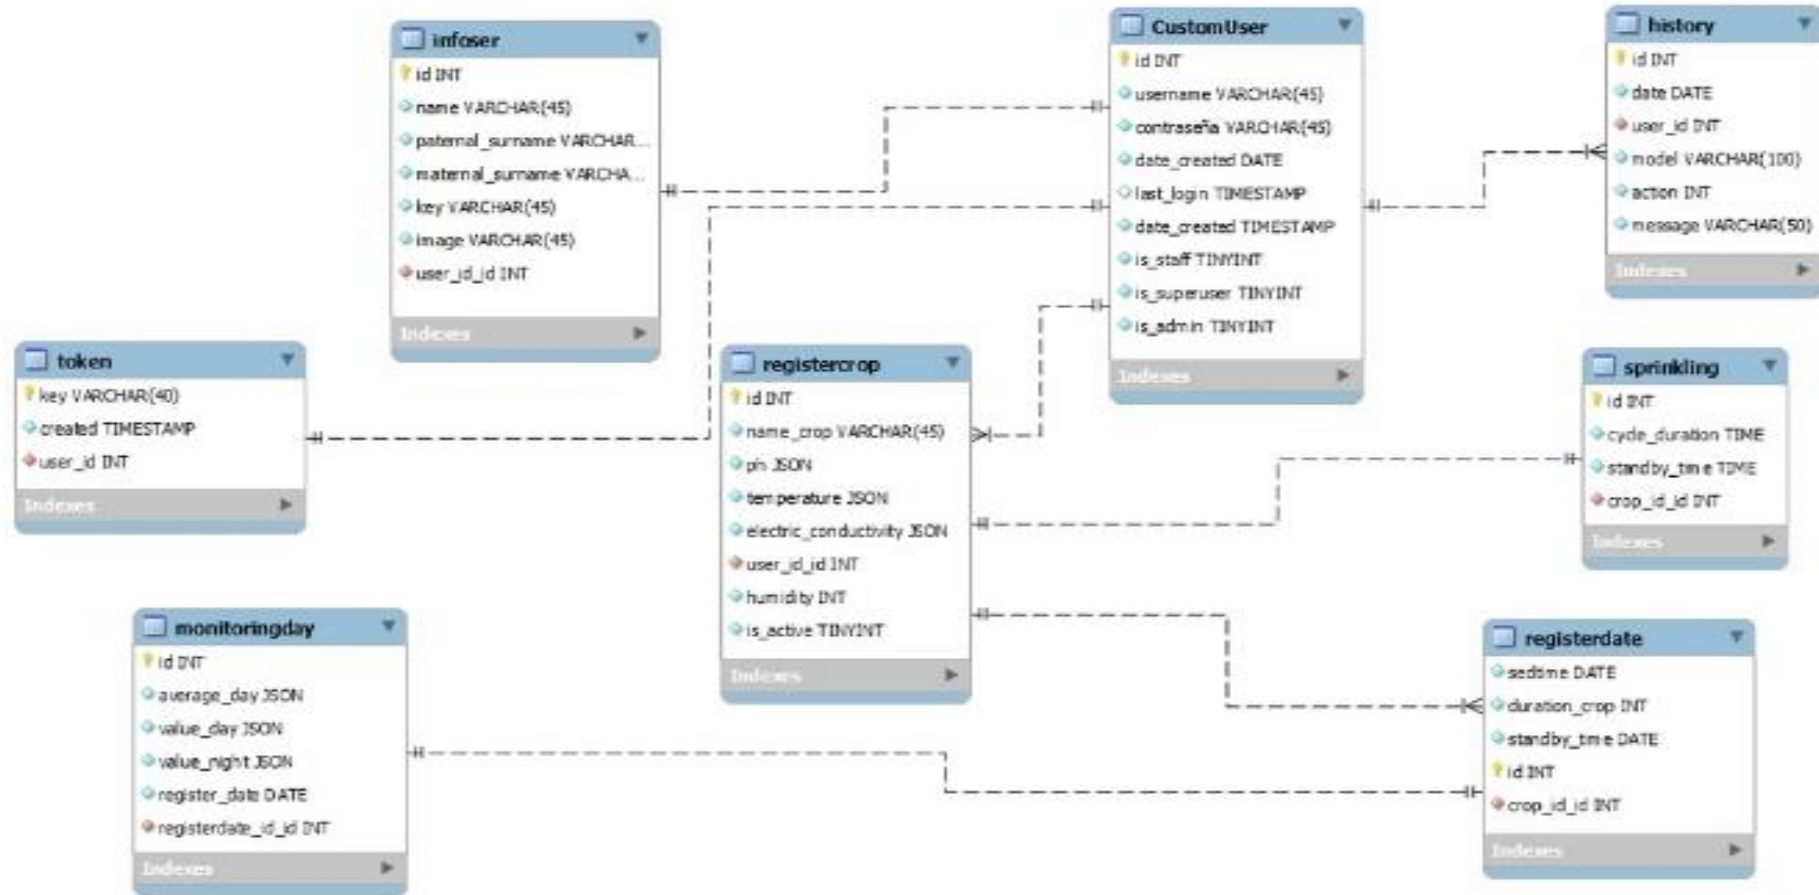 infoser
id INT
name VARCHAR(45)
paternal_surname VARCHAR...
maternal_surname VARCHA...
key VARCHAR(45)
image VARCHAR(45)
user_id_id INT
Indexes
CustomUser
id INT
username VARCHAR(45)
contraseña VARCHAR(45)
date_created DATE
last_login TIMESTAMP
date_created TIMESTAMP
is_staff TINYINT
is_superuser TINYINT
is_admin TINYINT
Indexes
history
id INT
date DATE
user_id INT
model VARCHAR(100)
action INT
message VARCHAR(50)
Indexes
token
key VARCHAR(40)
created TIMESTAMP
user_id INT
Indexes
registercrop
id INT
name_crop VARCHAR(45)
ph JSON
temperature JSON
electric_conductivity JSON
user_id_id INT
humidity INT
is_active TINYINT
Indexes
sprinkling
id INT
cycle_duration TIME
standby_time TIME
crop_id_id INT
Indexes
monitoringday
id INT
average_day JSON
value_day JSON
value_night JSON
register_date DATE
registerdate_id_id INT
Indexes
registerdate
sedtime DATE
duration_crop INT
standby_time DATE
id INT
crop_id_id INT
Indexes